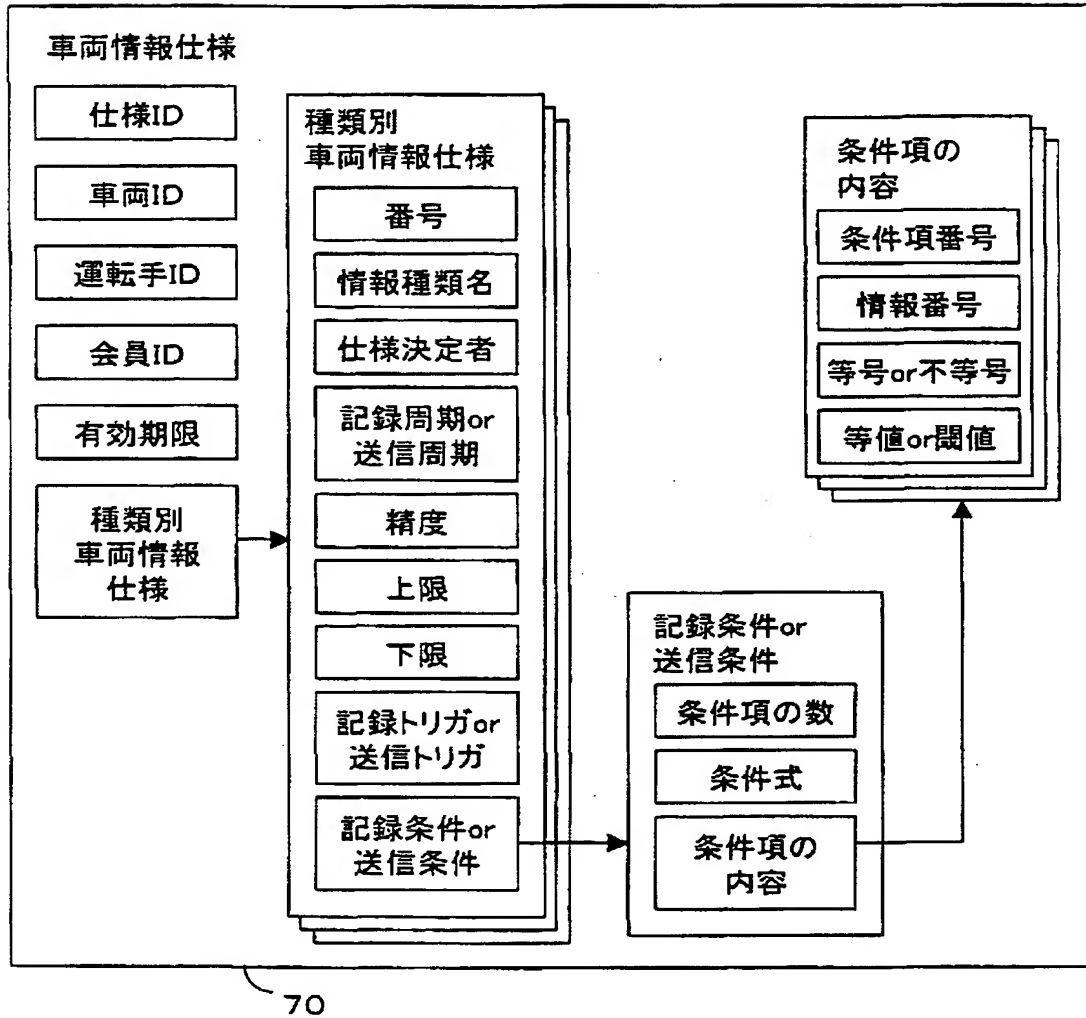 車両情報仕様
仕様ID
車両ID
運転手ID
会員ID
有効期限
種類別
車両情報
仕様
種類別
車両情報仕様
番号
情報種類名
仕様決定者
記録周期or
送信周期
精度
上限
下限
記録トリガor
送信トリガ
記録条件or
送信条件
記録条件or
送信条件
条件項の数
条件式
条件項の
内容
条件項の
内容
条件項番号
情報番号
等号or不等号
等値or閾値
70